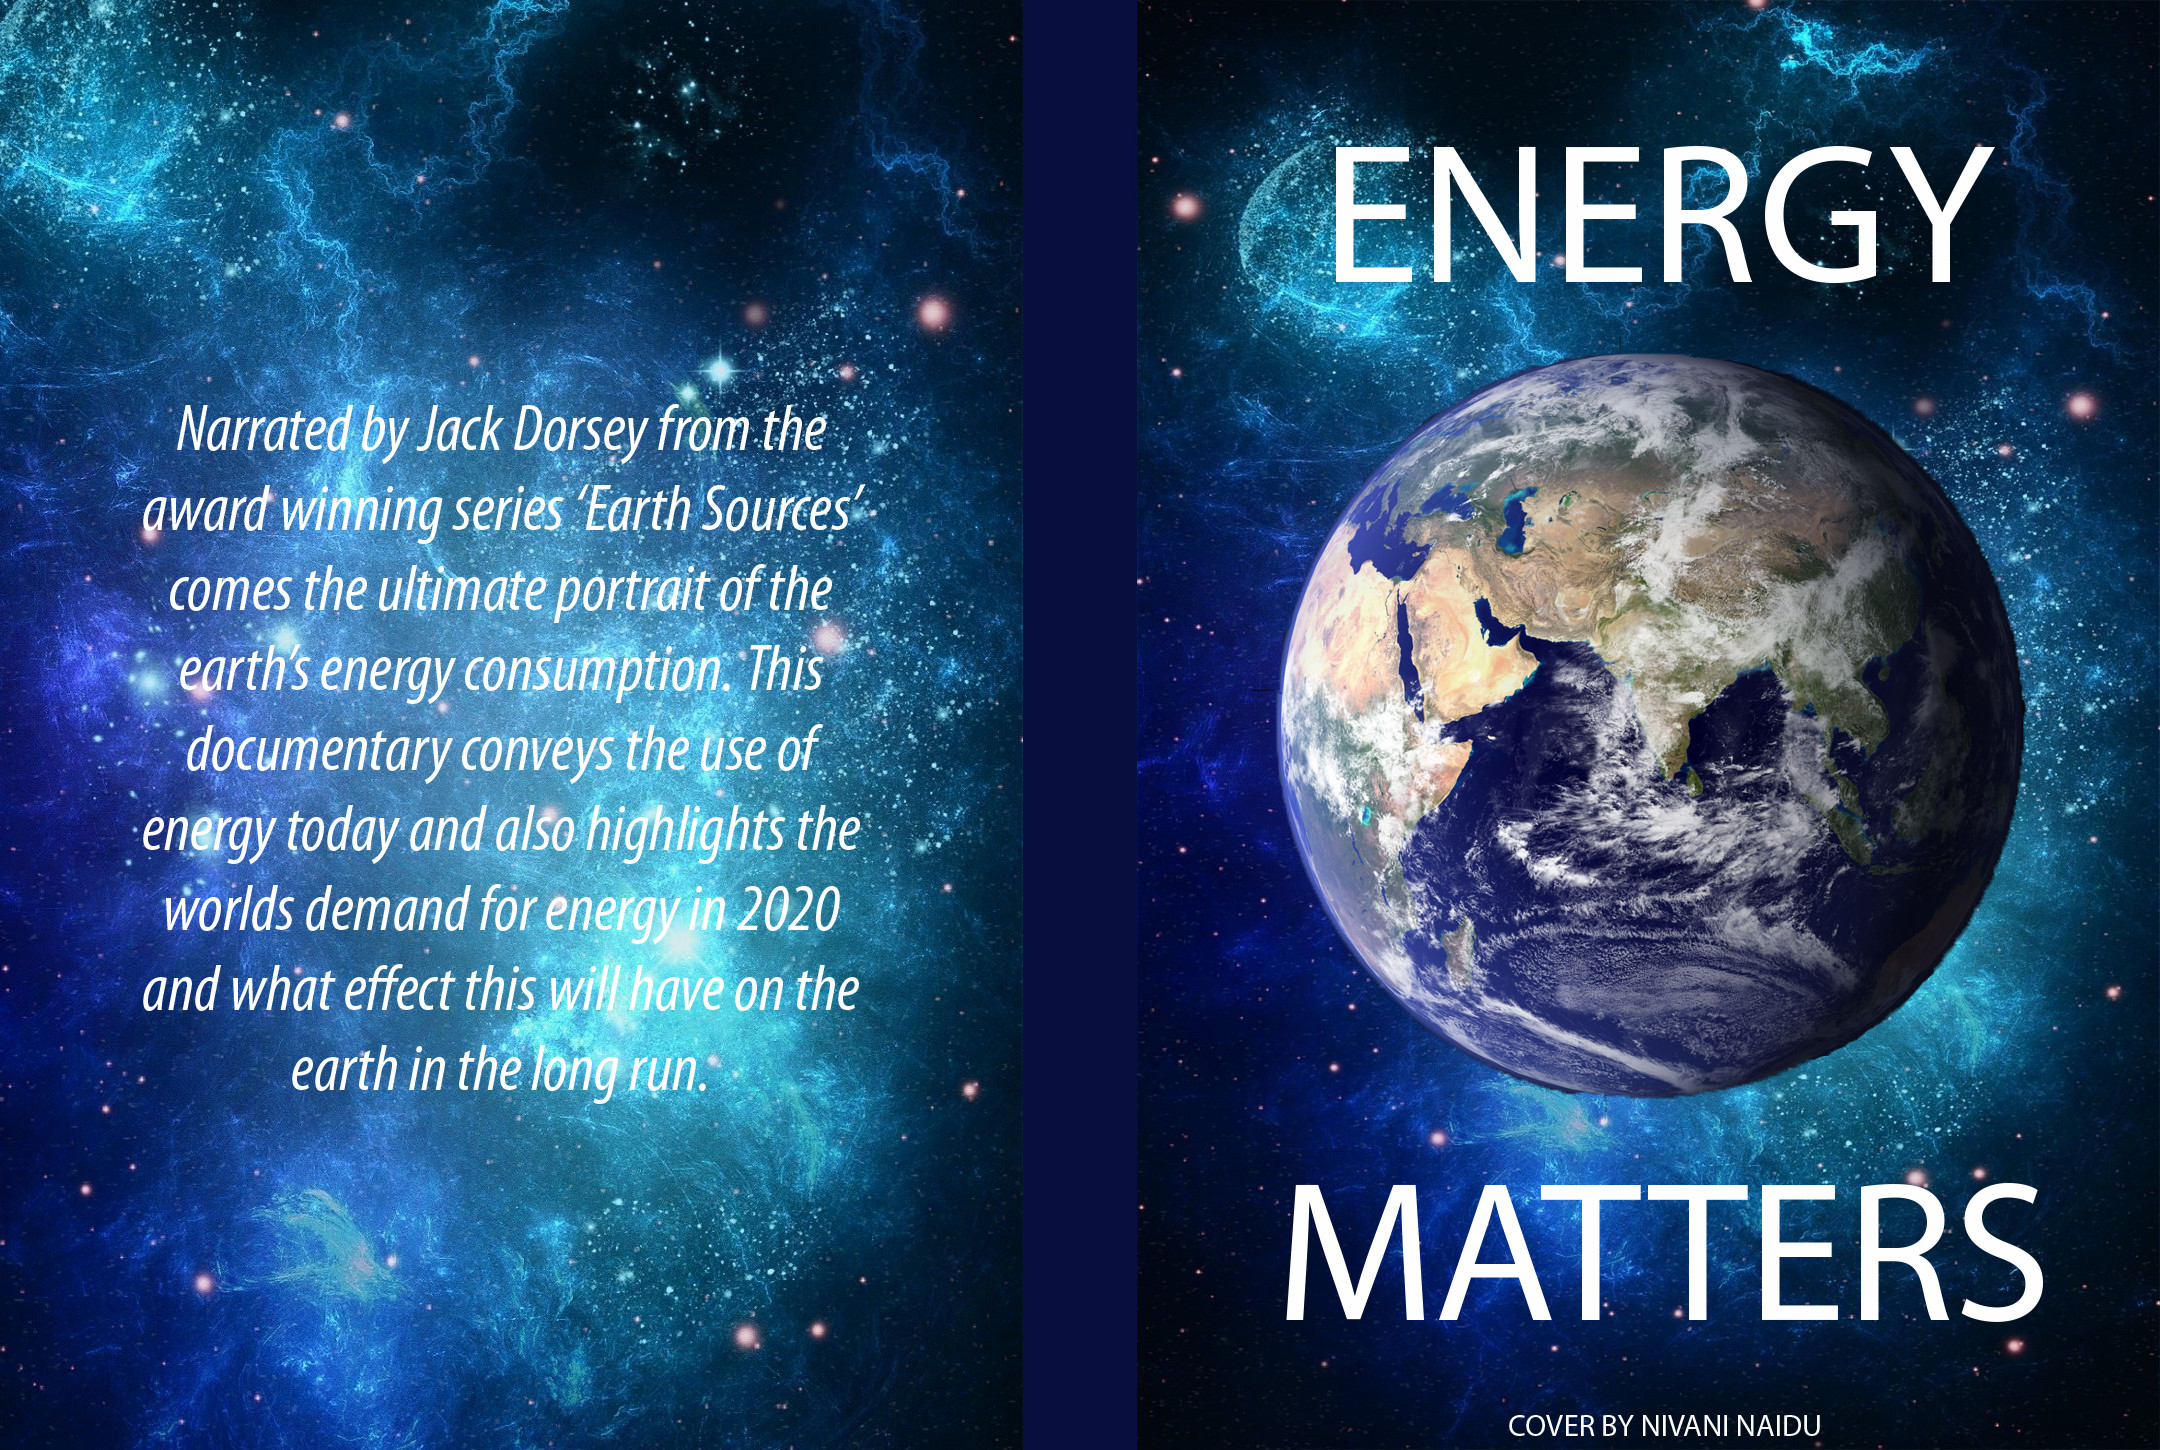 Narrated by Jack Dorsey from the
award winning series ‘Earth Sources’
comes the ultimate portrait of the
earth’s energy consumption. This
documentary conveys the use of
energy today and also highlights the
worlds demand for energy in 2020
and what effect this will have on the
earth in the long run.
ENERGY
MATTERS
COVER BY NIVANI NAIDU